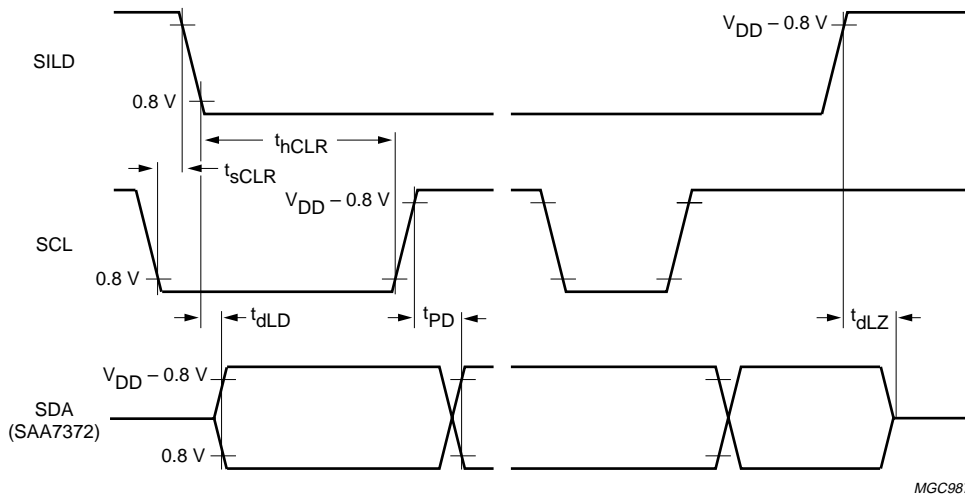 V_DD – 0.8 V
SILD
0.8 V
t_hCLR
t_sCLR
V_DD – 0.8 V
SCL
0.8 V
t_dLD
t_PD
t_dLZ
V_DD – 0.8 V
SDA
(SAA7372)
0.8 V